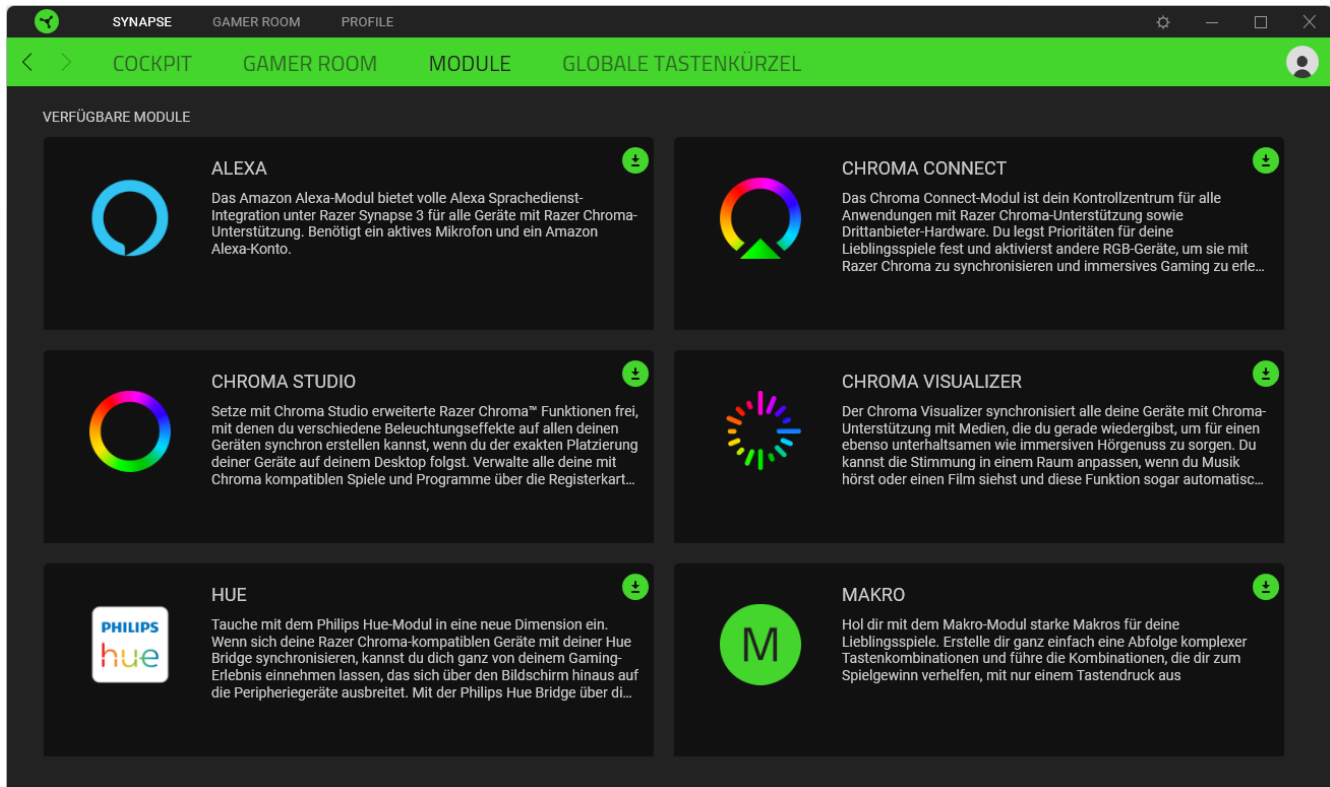 SYNAPSE GAMER ROOM PROFILE
COCKPIT GAMER ROOM MODULE GLOBALE TASTENKÜRZEL
VERFÜGBARE MODULE
ALEXA
Das Amazon Alexa-Modul bietet volle Alexa Sprachedienst-
Integration unter Razer Synapse 3 für alle Geräte mit Razer Chroma-
Unterstützung. Benötigt ein aktives Mikrofon und ein Amazon
Alexa-Konto.
CHROMA CONNECT
Das Chroma Connect-Modul ist dein Kontrollzentrum für alle
Anwendungen mit Razer Chroma-Unterstützung sowie
Drittanbieter-Hardware. Du legst Prioritäten für deine
Lieblingsspiele fest und aktivierst andere RGB-Geräte, um sie mit
Razer Chroma zu synchronisieren und immersives Gaming zu erle...
CHROMA STUDIO
Setze mit Chroma Studio erweiterte Razer Chroma™ Funktionen frei,
mit denen du verschiedene Beleuchtungseffekte auf allen deinen
Geräten synchron erstellen kannst, wenn du der exakten Platzierung
deiner Geräte auf deinem Desktop folgst. Verwalte alle deine mit
Chroma kompatiblen Spiele und Programme über die Registerkart...
CHROMA VISUALIZER
Der Chroma Visualizer synchronisiert alle deine Geräte mit Chroma-
Unterstützung mit Medien, die du gerade wiedergibst, um für einen
ebenso unterhaltsamen wie immersiven Hörgenuss zu sorgen. Du
kannst die Stimmung in einem Raum anpassen, wenn du Musik
hörst oder einen Film siehst und diese Funktion sogar automatisc...
PHILIPS
hue
HUE
Tauche mit dem Philips Hue-Modul in eine neue Dimension ein.
Wenn sich deine Razer Chroma-kompatiblen Geräte mit deiner Hue
Bridge synchronisieren, kannst du dich ganz von deinem Gaming-
Erlebnis einnehmen lassen, das sich über den Bildschirm hinaus auf
die Peripheriegeräte ausbreitet. Mit der Philips Hue Bridge über di...
M
MAKRO
Hol dir mit dem Makro-Modul starke Makros für deine
Lieblingsspiele. Erstelle dir ganz einfach eine Abfolge komplexer
Tastenkombinationen und führe die Kombinationen, die dir zum
Spielgewinn verhelfen, mit nur einem Tastendruck aus